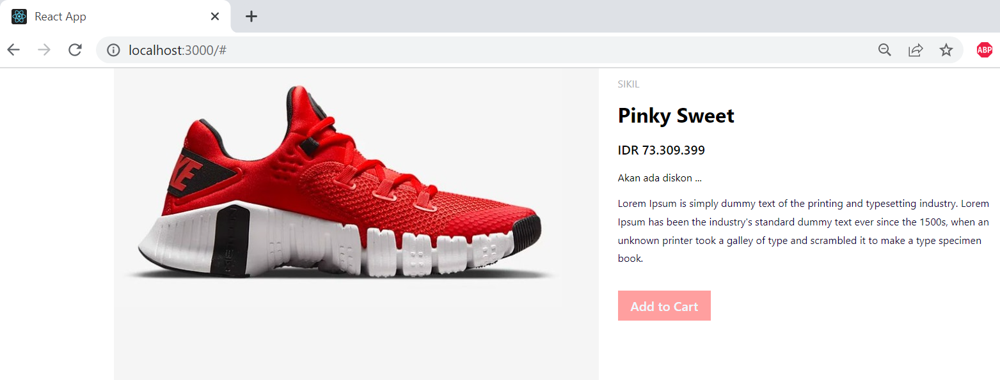 React App
localhost:3000/#
ABP
SIKIL
Pinky Sweet
IDR 73.309.399
Akan ada diskon ...
Lorem Ipsum is simply dummy text of the printing and typesetting industry. Lorem
Ipsum has been the industry's standard dummy text ever since the 1500s, when an
unknown printer took a galley of type and scrambled it to make a type specimen
book.
Add to Cart